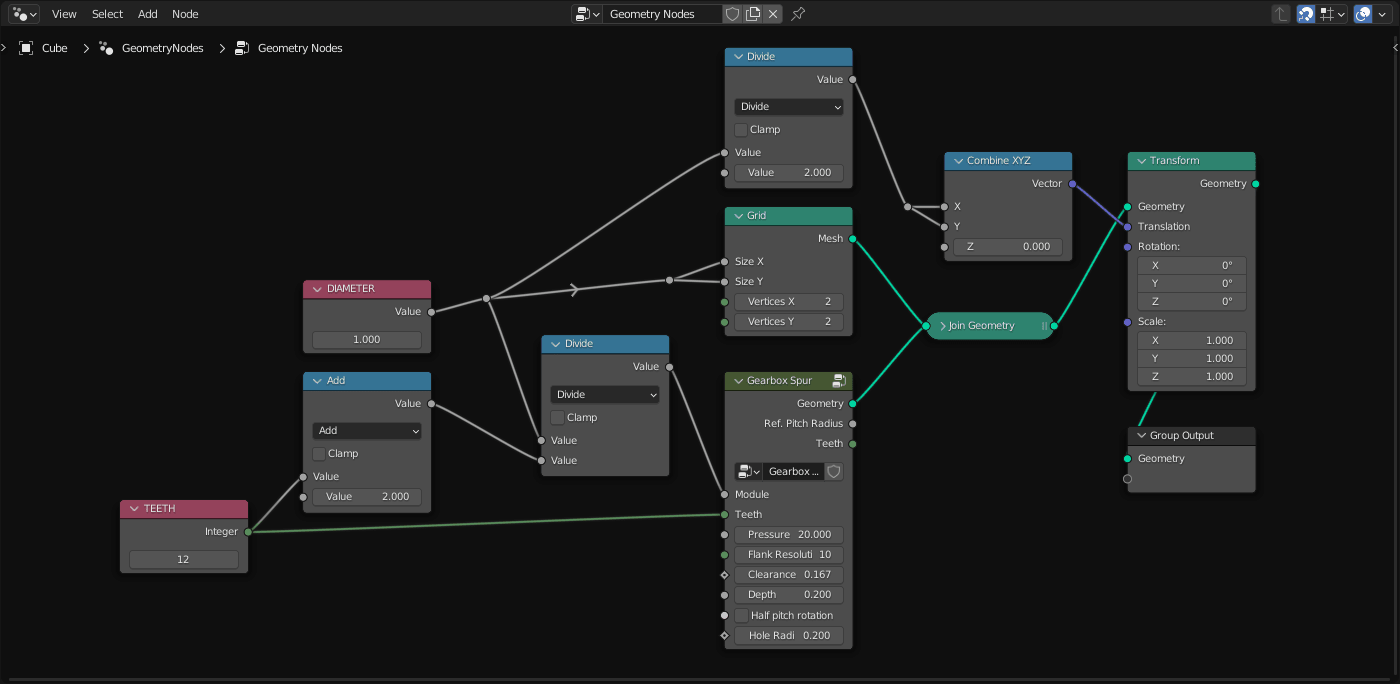 View Select Add Node Geometry Nodes
Cube GeometryNodes Geometry Nodes
Divide
Value
Divide
Clamp
Value
Value 2.000
Grid
Mesh
Size X
Size Y
Vertices X 2
Vertices Y 2
Combine XYZ
Vector
X
Y
Z 0.000
Transform
Geometry
Geometry
Translation
Rotation:
X 0°
Y 0°
Z 0°
Scale:
X 1.000
Y 1.000
Z 1.000
DIAMETER
Value
1.000
Join Geometry
Divide
Value
Divide
Clamp
Value
Value
Add
Value
Add
Clamp
Value
Value 2.000
Gearbox Spur
Geometry
Ref. Pitch Radius
Teeth
Gearbox ...
Module
Teeth
Pressure 20.000
Flank Resoluti 10
Clearance 0.167
Depth 0.200
Half pitch rotation
Hole Radi 0.200
Group Output
Geometry
TEETH
Integer
12